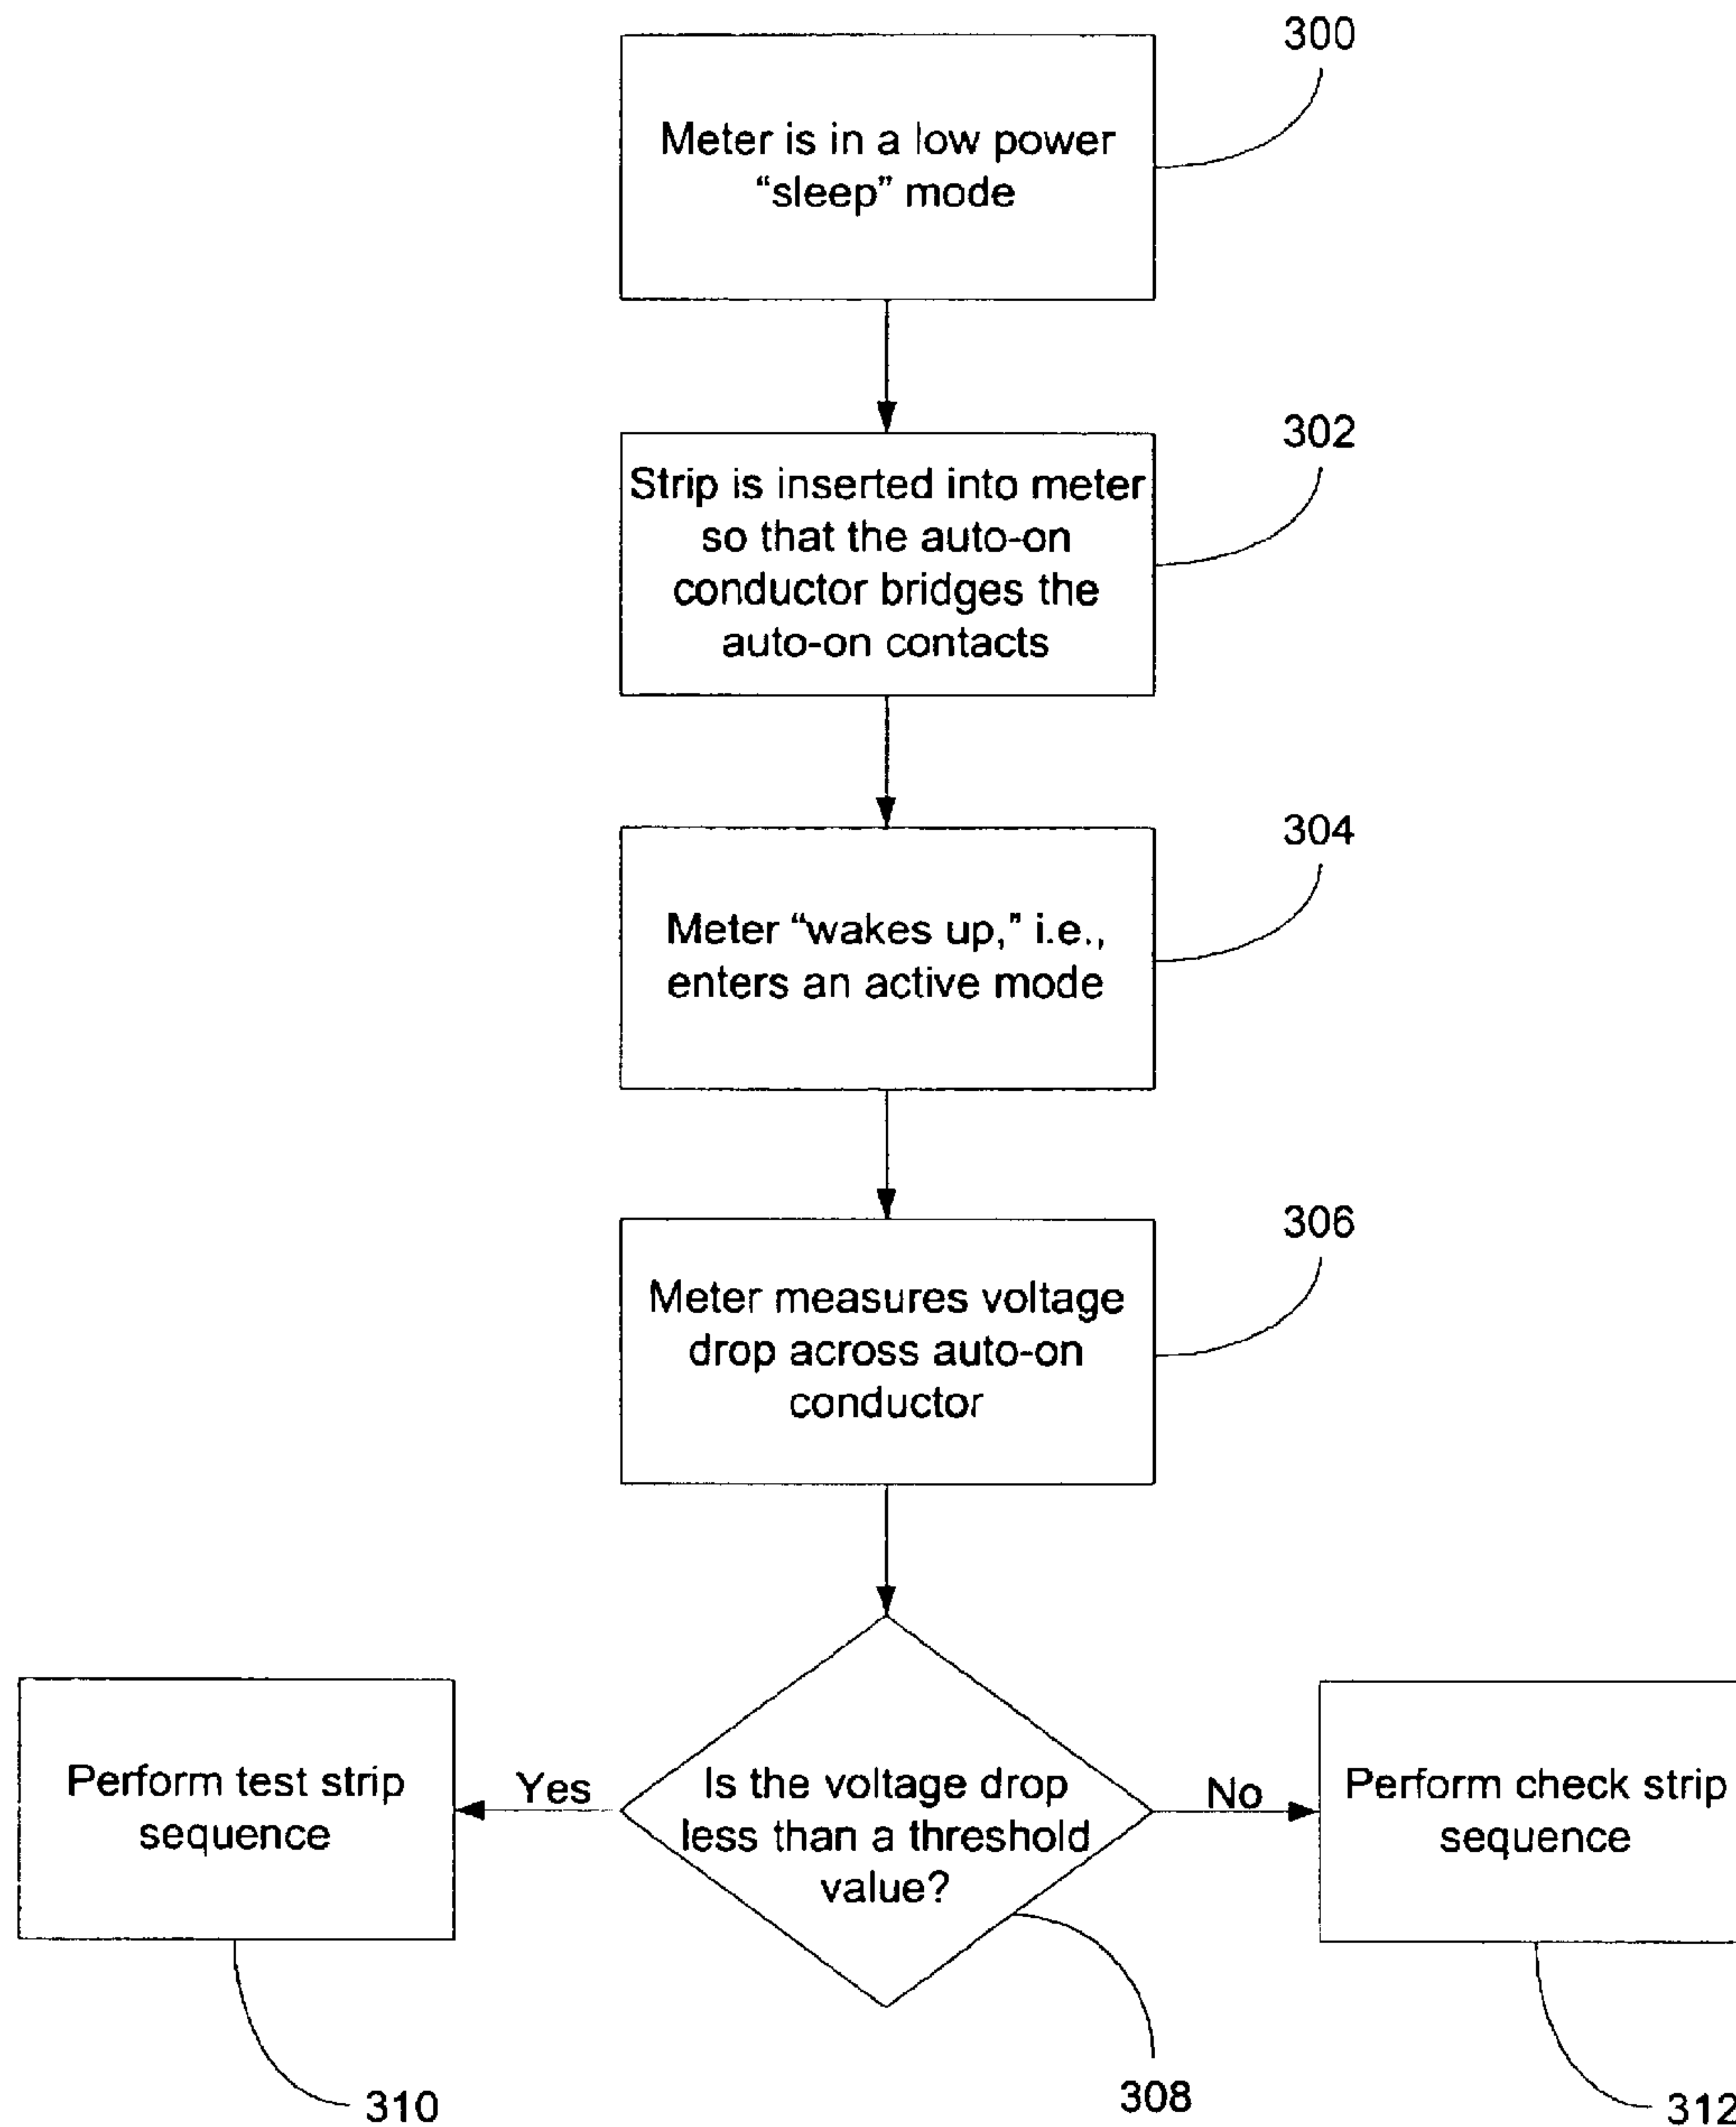 300
Meter is in a low power
“sleep” mode
302
Strip is inserted into meter
so that the auto-on
conductor bridges the
auto-on contacts
304
Meter “wakes up,” i.e.,
enters an active mode
306
Meter measures voltage
drop across auto-on
conductor
Perform test strip
sequence
Yes
Is the voltage drop
less than a threshold
value?
No
Perform check strip
sequence
310
308
312